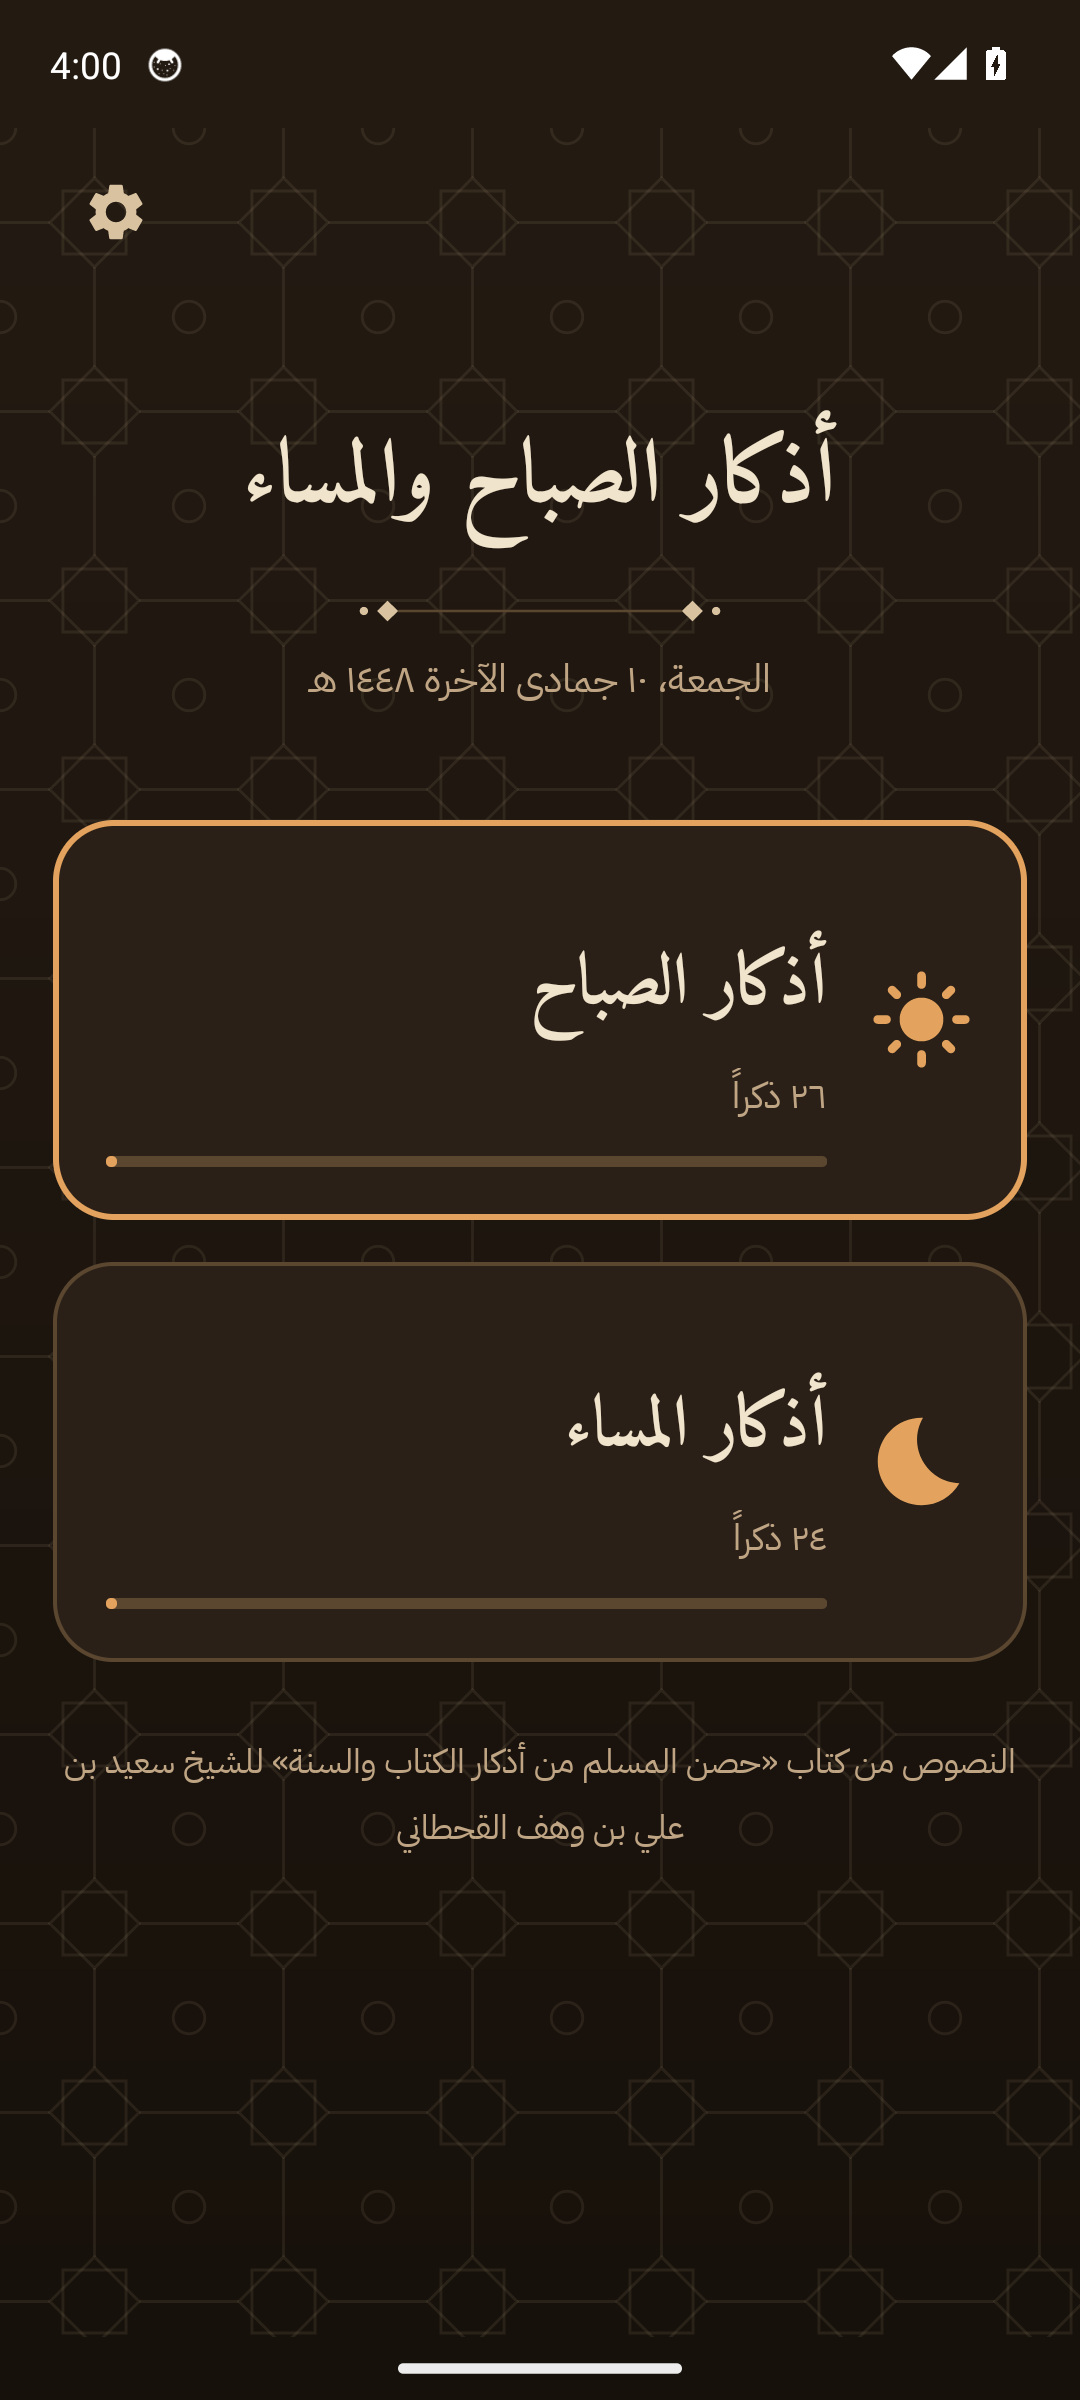 4:00
أذكار الصباح والمساء
الجمعة، ١٠ جمادى الآخرة ١٤٤٨ هـ
أذكار الصباح
٢٦ ذكراً
أذكار المساء
٢٤ ذكراً
النصوص من كتاب «حصن المسلم من أذكار الكتاب والسنة» للشيخ سعيد بن
علي بن وهف القحطاني